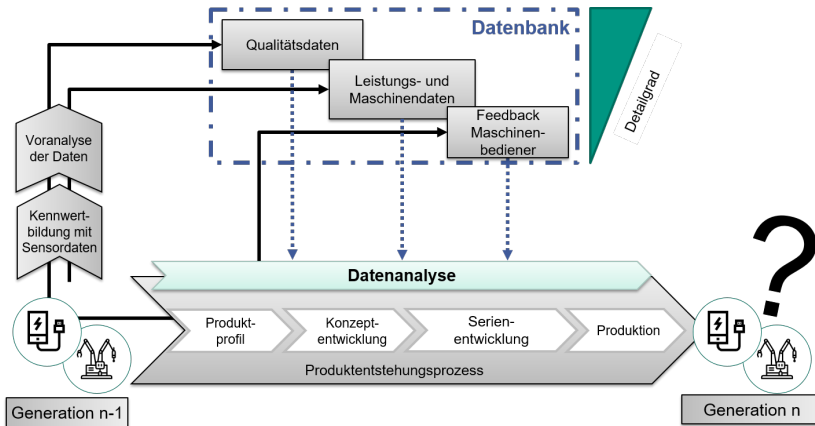 Datenbank
Qualitätsdaten
Leistungs- und
Maschinendaten
Feedback
Maschinen-
bediener
Detailgrad
Voranalyse
der Daten
Kennwert-
bildung mit
Sensordaten
Datenanalyse
Produkt-
profil
Konzept-
entwicklung
Serien-
entwicklung
Produktion
Produktentstehungsprozess
?
Generation n-1
Generation n